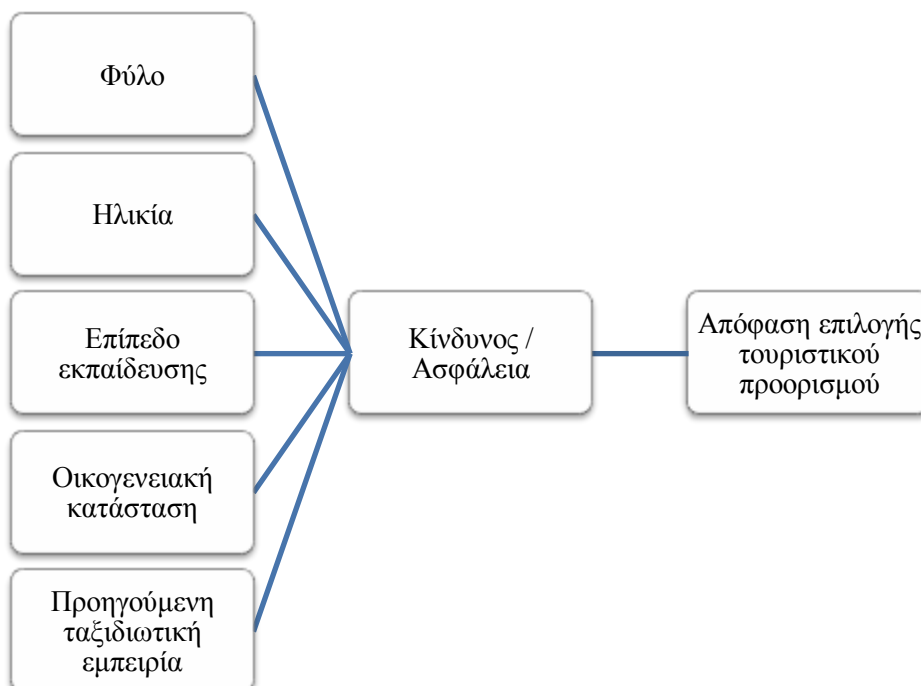 Φύλο
Ηλικία
Επίπεδο
εκπαίδευσης
Οικογενειακή
κατάσταση
Προηγούμενη
ταξιδιωτική
εμπειρία
Κίνδυνος /
Ασφάλεια
Απόφαση επιλογής
τουριστικού
προορισμού